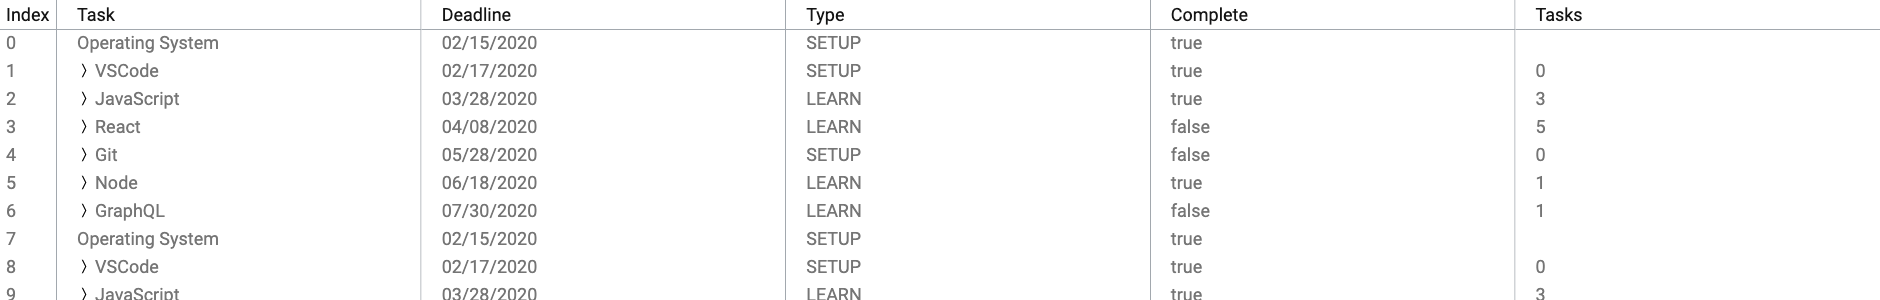 Index Task Deadline Type Complete Tasks
0 Operating System 02/15/2020 SETUP true
1 〉 VSCode 02/17/2020 SETUP true 0
2 〉 JavaScript 03/28/2020 LEARN true 3
3 〉 React 04/08/2020 LEARN false 5
4 〉 Git 05/28/2020 SETUP false 0
5 〉 Node 06/18/2020 LEARN true 1
6 〉 GraphQL 07/30/2020 LEARN false 1
7 Operating System 02/15/2020 SETUP true
8 〉 VSCode 02/17/2020 SETUP true 0
9 〉 JavaScript 03/28/2020 LEARN true 3